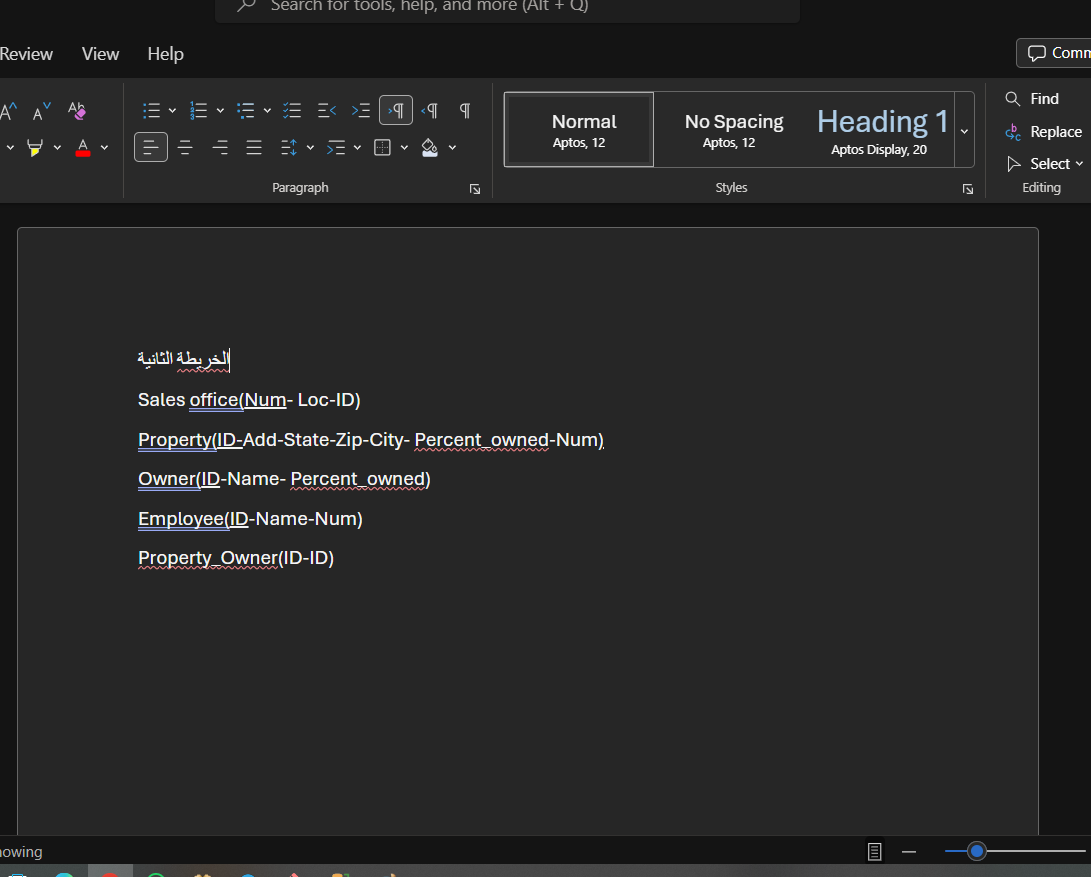 Search for tools, help, and more (Alt + Q)
Review View Help
Normal
Aptos, 12
No Spacing
Aptos, 12
Heading 1
Aptos Display, 20
Find
Replace
Select
Paragraph
Styles
Editing
الخريطة الثانية
Sales office(Num- Loc-ID)
Property(ID-Add-State-Zip-City- Percent_owned-Num)
Owner(ID-Name- Percent_owned)
Employee(ID-Name-Num)
Property_Owner(ID-ID)